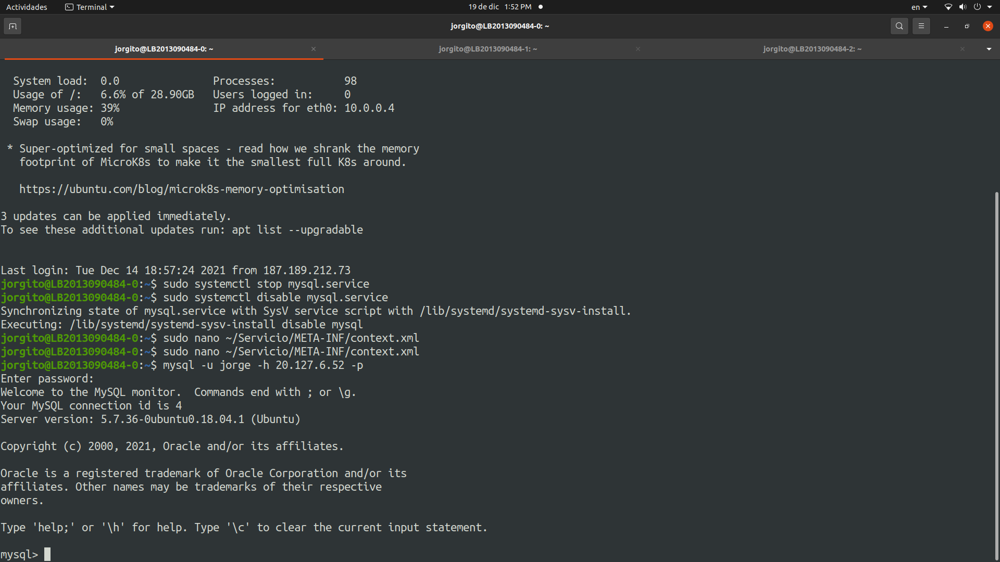 Actividades Terminal 19 de dic 1:52 PM en
jorgito@LB2013090484-0: ~
jorgito@LB2013090484-0: ~ jorgito@LB2013090484-1: ~ jorgito@LB2013090484-2: ~
System load: 0.0 Processes: 98
Usage of /: 6.6% of 28.90GB Users logged in: 0
Memory usage: 39% IP address for eth0: 10.0.0.4
Swap usage: 0%
* Super-optimized for small spaces - read how we shrank the memory
footprint of MicroK8s to make it the smallest full K8s around.
https://ubuntu.com/blog/microk8s-memory-optimisation
3 updates can be applied immediately.
To see these additional updates run: apt list --upgradable
Last login: Tue Dec 14 18:57:24 2021 from 187.189.212.73
jorgito@LB2013090484-0:~$ sudo systemctl stop mysql.service
jorgito@LB2013090484-0:~$ sudo systemctl disable mysql.service
Synchronizing state of mysql.service with SysV service script with /lib/systemd/systemd-sysv-install.
Executing: /lib/systemd/systemd-sysv-install disable mysql
jorgito@LB2013090484-0:~$ sudo nano ~/Servicio/META-INF/context.xml
jorgito@LB2013090484-0:~$ sudo nano ~/Servicio/META-INF/context.xml
jorgito@LB2013090484-0:~$ mysql -u jorge -h 20.127.6.52 -p
Enter password:
Welcome to the MySQL monitor.  Commands end with ; or \g.
Your MySQL connection id is 4
Server version: 5.7.36-0ubuntu0.18.04.1 (Ubuntu)
Copyright (c) 2000, 2021, Oracle and/or its affiliates.
Oracle is a registered trademark of Oracle Corporation and/or its
affiliates. Other names may be trademarks of their respective
owners.
Type 'help;' or '\h' for help. Type '\c' to clear the current input statement.
mysql>